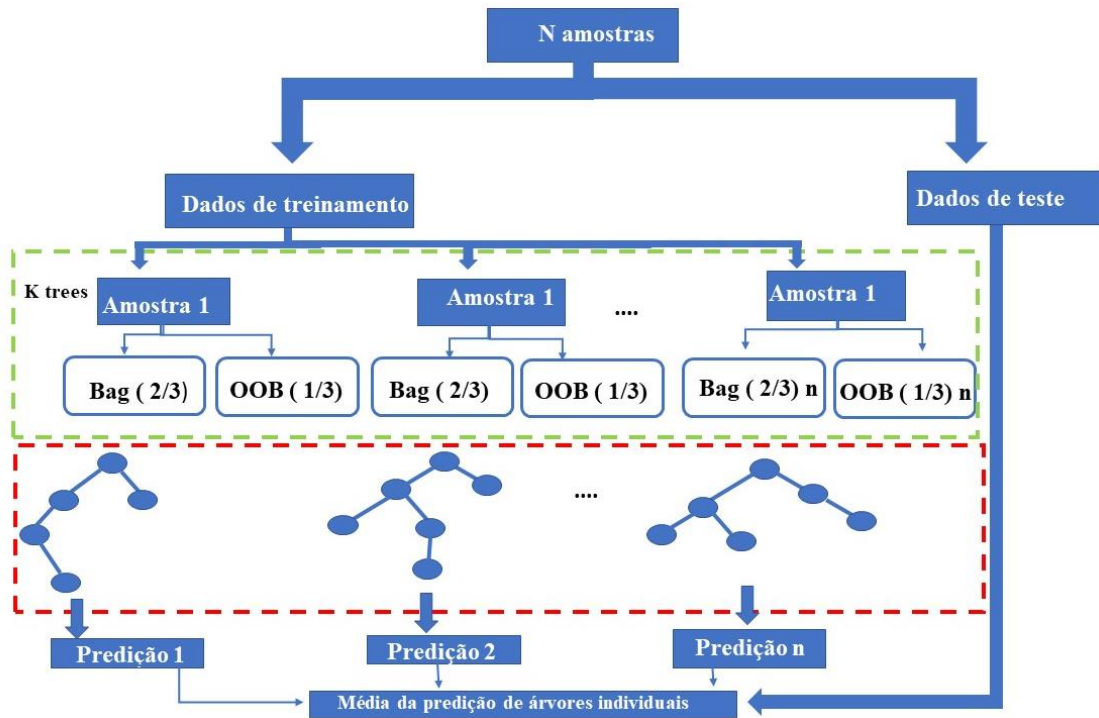 N amostras
Dados de treinamento
Dados de teste
K trees
Amostra 1
Amostra 1
....
Amostra 1
Bag ( 2/3)
OOB ( 1/3)
Bag ( 2/3)
OOB ( 1/3)
Bag ( 2/3) n
OOB ( 1/3) n
....
Predição 1
Predição 2
Predição n
Média da predição de árvores individuais